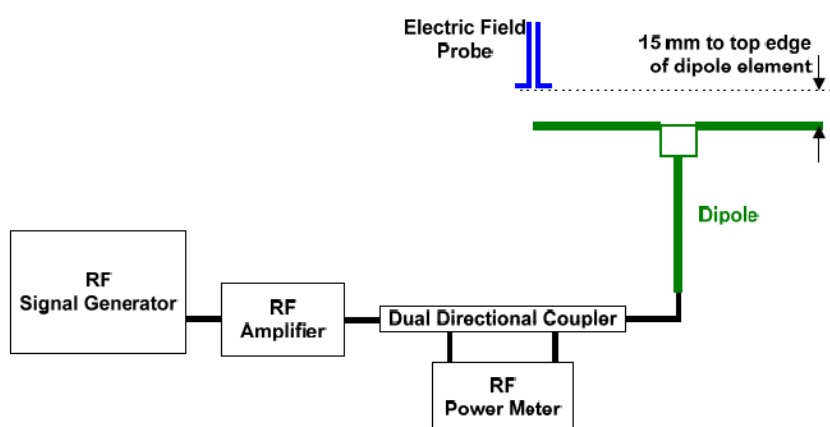 Electric Field
Probe
15 mm to top edge
of dipole element
Dipole
RF
Signal Generator
RF
Amplifier
Dual Directional Coupler
RF
Power Meter